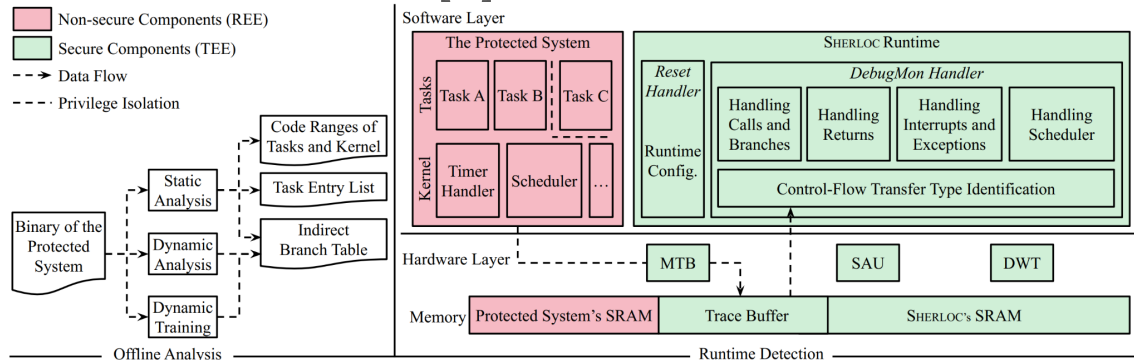 Non-secure Components (REE)
Secure Components (TEE)
Data Flow
Privilege Isolation
Binary of the
Protected
System
Static
Analysis
Dynamic
Analysis
Dynamic
Training
Code Ranges of
Tasks and Kernel
Task Entry List
Indirect
Branch Table
Offline Analysis
Software Layer
The Protected System
Tasks
Task A
Task B
Task C
Kernel
Timer
Handler
Scheduler
...
SHERLOC Runtime
Reset
Handler
Runtime
Config.
DebugMon Handler
Handling
Calls and
Branches
Handling
Returns
Handling
Interrupts and
Exceptions
Handling
Scheduler
Control-Flow Transfer Type Identification
Hardware Layer
MTB
SAU
DWT
Memory
Protected System's SRAM
Trace Buffer
SHERLOC's SRAM
Runtime Detection